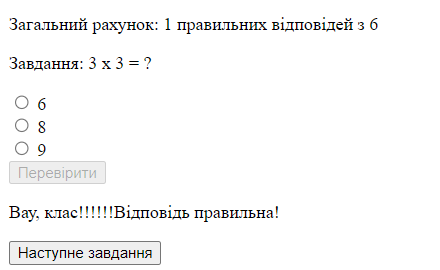 Загальний рахунок: 1 правильних відповідей з 6
Завдання: 3 x 3 = ?
6
8
9
Перевірити
Вау, клас!!!!!!Відповідь правильна!
Наступне завдання